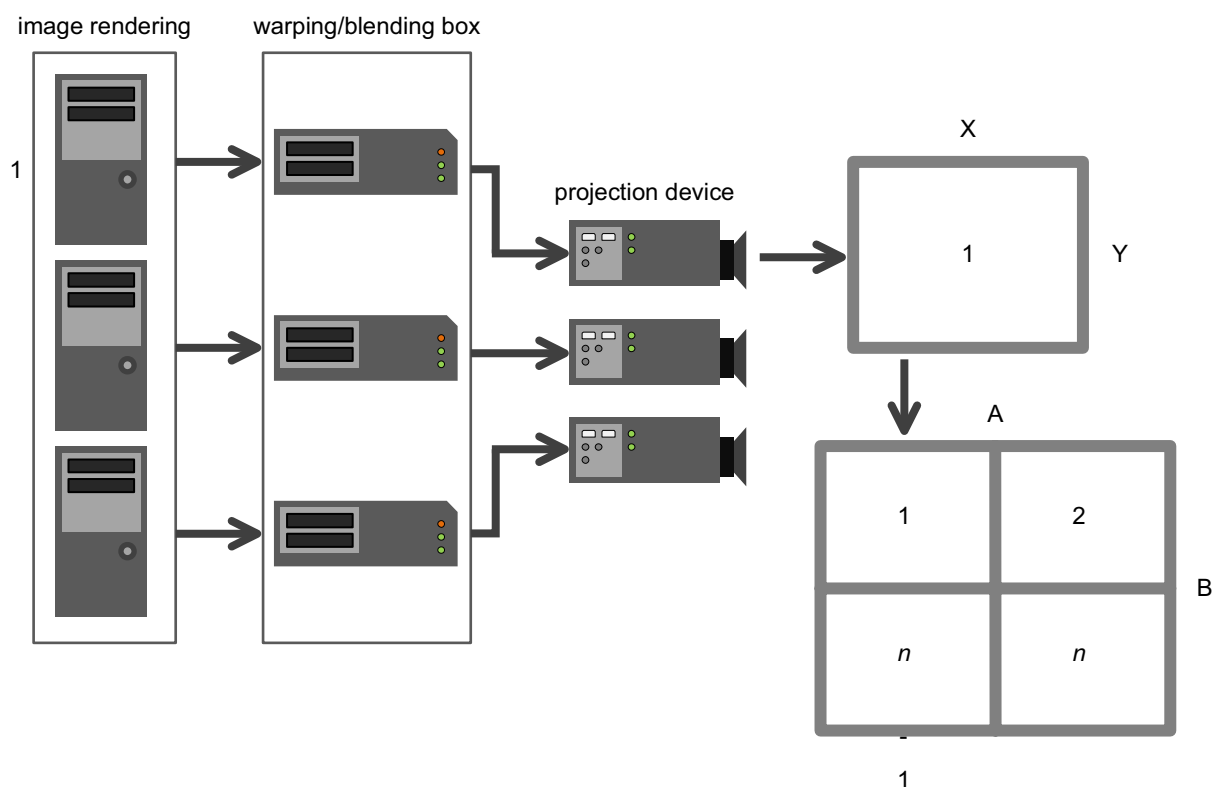 image rendering
warping/blending box
1
projection device
X
1
Y
A
1
2
B
n
n
-
1